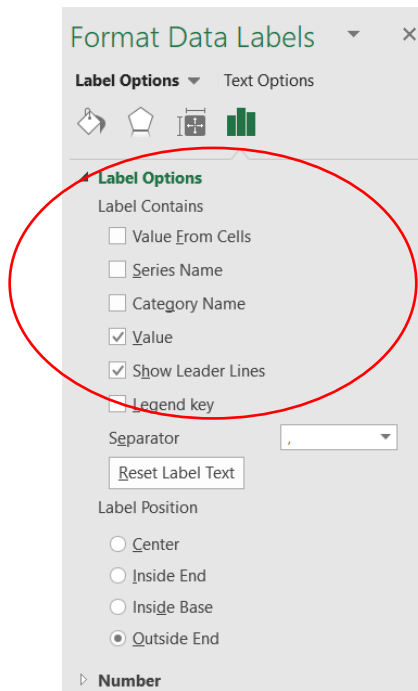 Format Data Labels
Label Options Text Options
Label Options
Label Contains
Value From Cells
Series Name
Category Name
Value
Show Leader Lines
Legend key
Separator ,
Reset Label Text
Label Position
Center
Inside End
Inside Base
Outside End
Number